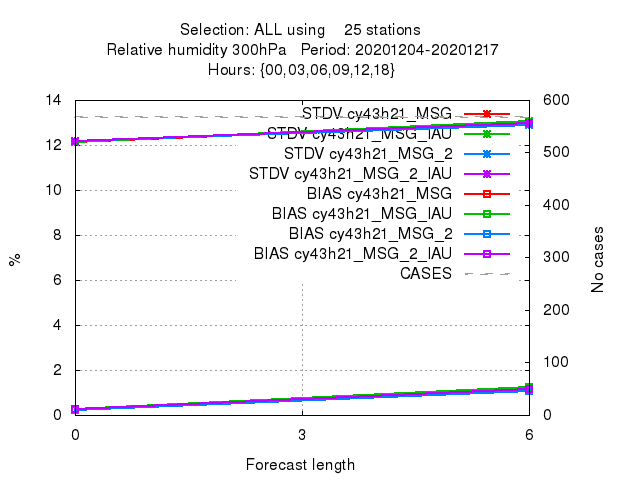 Selection: ALL using 25 stations
Relative humidity 300hPa Period: 20201204-20201217
Hours: {00,03,06,09,12,18}
14 600
STDV cy43h21_MSG
STDV cy43h21_MSG_IAU
12 500
STDV cy43h21_MSG_2
STDV cy43h21_MSG_2_IAU
10 400
BIAS cy43h21_MSG
BIAS cy43h21_MSG_IAU
8
BIAS cy43h21_MSG_2
BIAS cy43h21_MSG_2_IAU
% 300 No cases
CASES
6
200
4
100
2
0 0
0 3 6
Forecast length